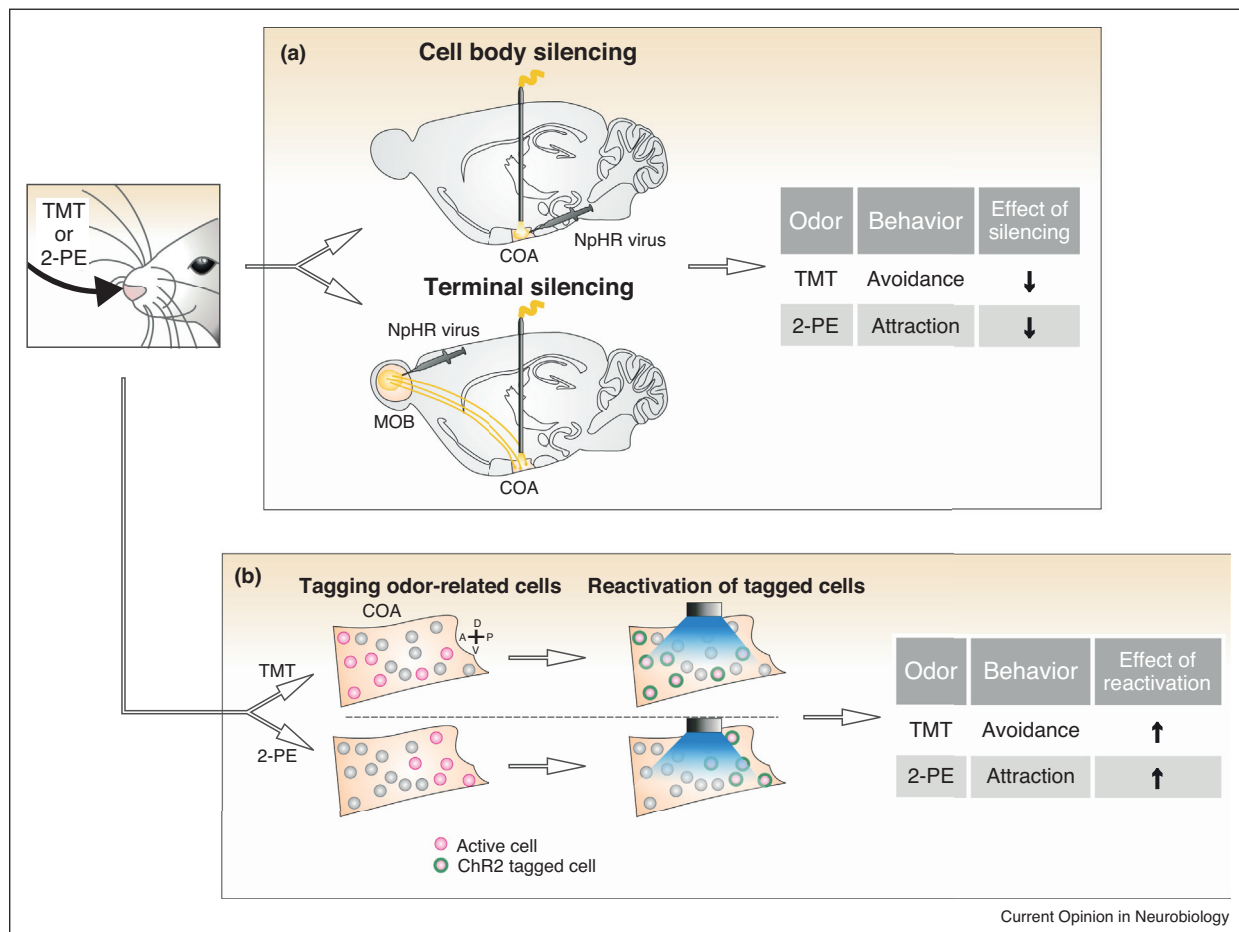 (a)
Cell body silencing
NpHR virus
COA
Terminal silencing
NpHR virus
MOB
COA
TMT
or
2-PE
Odor Behavior Effect of
silencing
TMT Avoidance ↓
2-PE Attraction ↓
(b)
Tagging odor-related cells Reactivation of tagged cells
COA
D
A P
V
TMT
2-PE
Odor Behavior Effect of
reactivation
TMT Avoidance ↑
2-PE Attraction ↑
Active cell
ChR2 tagged cell
Current Opinion in Neurobiology